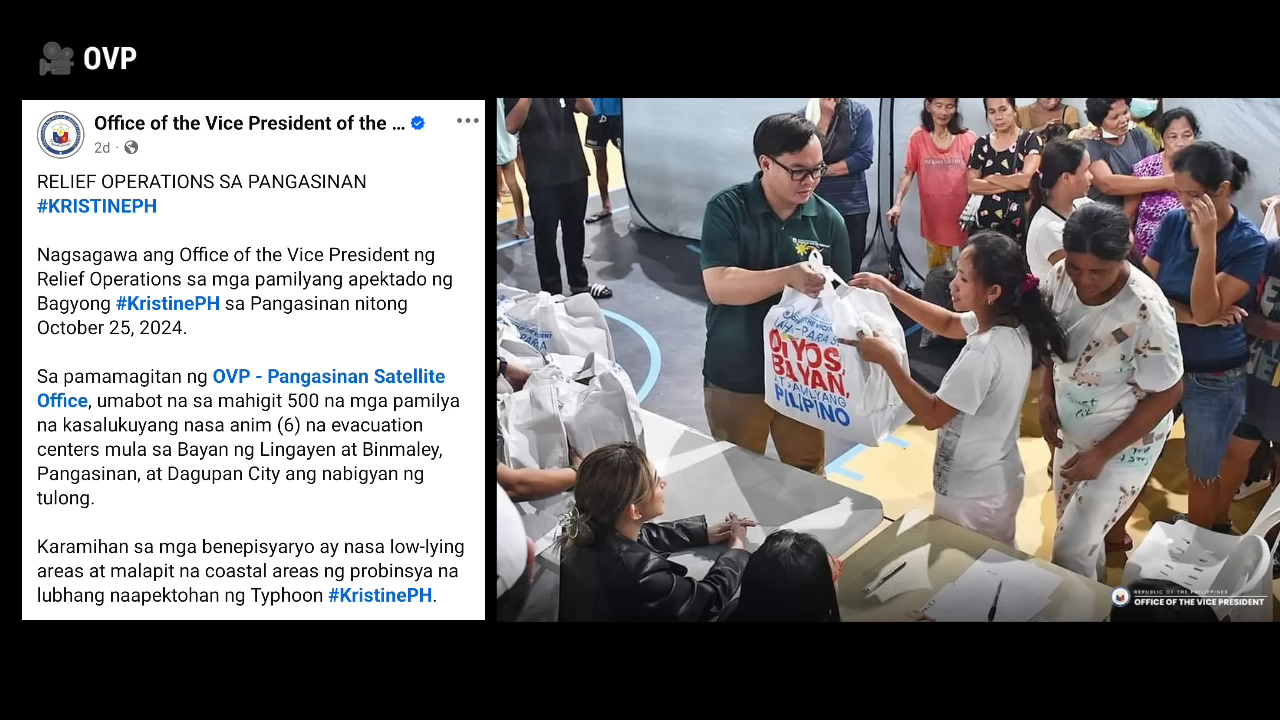 OVP
Office of the Vice President of the ...
2d ·
RELIEF OPERATIONS SA PANGASINAN
#KRISTINEPH
Nagsagawa ang Office of the Vice President ng
Relief Operations sa mga pamilyang apektado ng
Bagyong #KristinePH sa Pangasinan nitong
October 25, 2024.
Sa pamamagitan ng OVP - Pangasinan Satellite
Office, umabot na sa mahigit 500 na mga pamilya
na kasalukuyang nasa anim (6) na evacuation
centers mula sa Bayan ng Lingayen at Binmaley,
Pangasinan, at Dagupan City ang nabigyan ng
tulong.
Karamihan sa mga benepisyaryo ay nasa low-lying
areas at malapit na coastal areas ng probinsya na
lubhang naapektohan ng Typhoon #KristinePH.
BAYAN,
PILIPINO
REPUBLIC OF THE PHILIPPINES
OFFICE OF THE VICE PRESIDENT